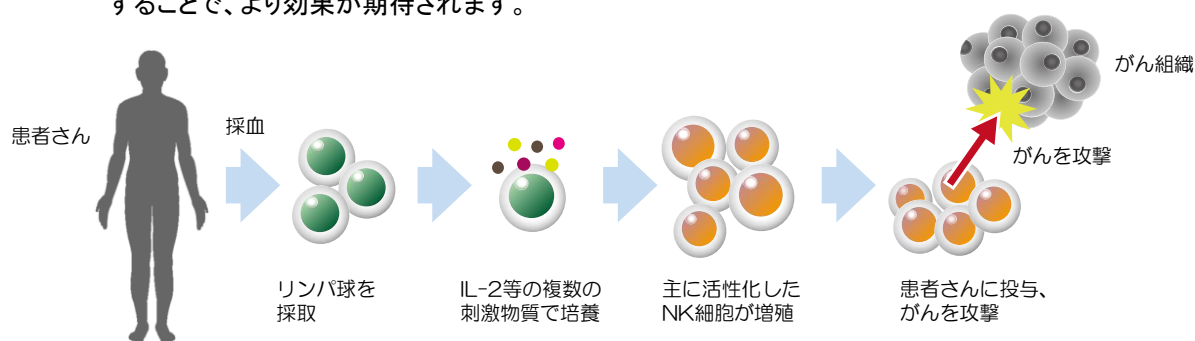 することで、より効果が期待されます。
患者さん
採血
リンパ球を
採取
IL-2等の複数の
刺激物質で培養
主に活性化した
NK細胞が増殖
がん組織
がんを攻撃
患者さんに投与、
がんを攻撃